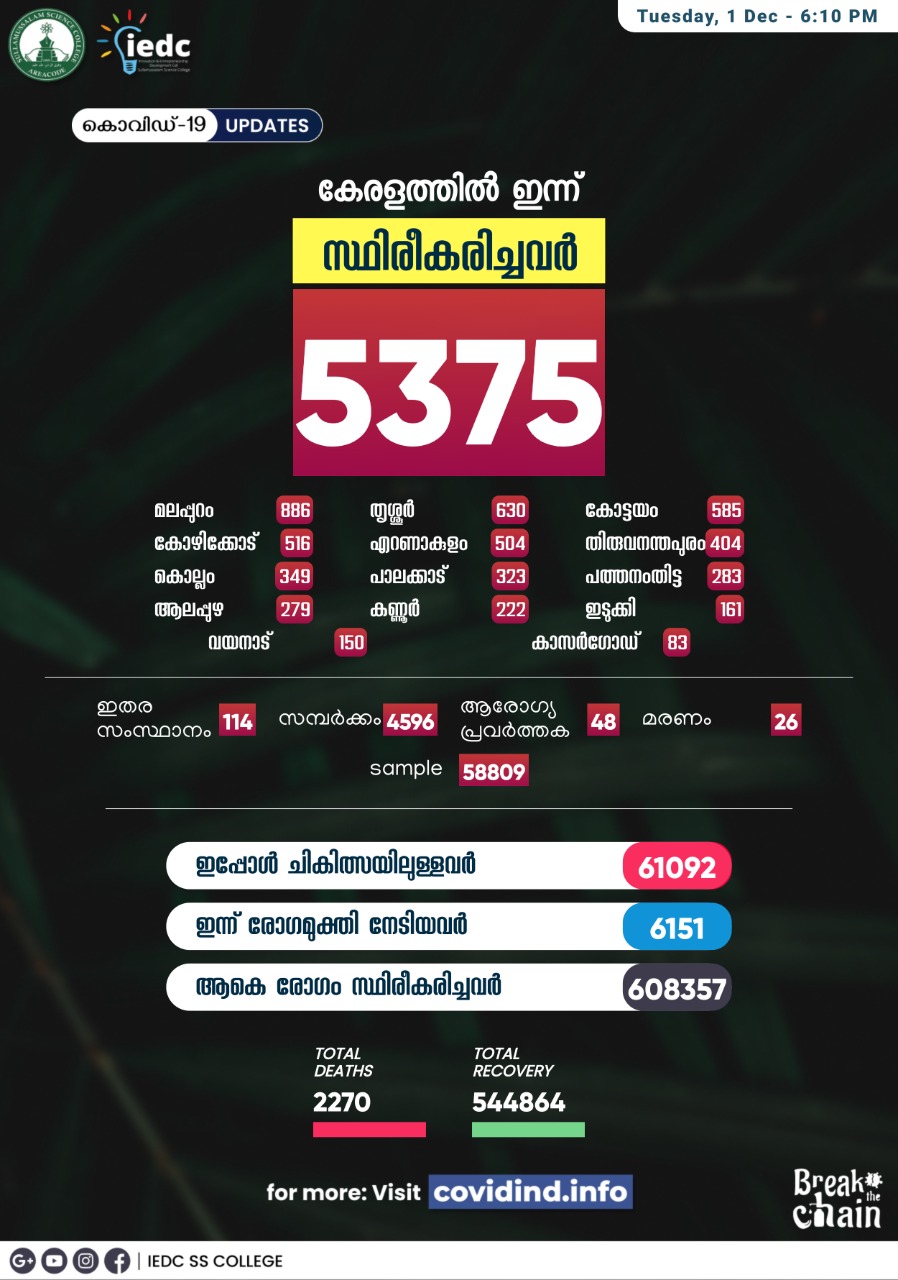 Tuesday, 1 Dec - 6:10 PM
SULLAMUSSALAM SCIENCE COLLEGE
AREACODE
iedc
കൊവിഡ്-19 UPDATES
കേരളത്തിൽ ഇന്ന്
സ്ഥിരീകരിച്ചവർ
5375
മലപ്പുറം 886 തൃശ്ശൂർ 630 കോട്ടയം 585
കോഴിക്കോട് 516 എറണാകുളം 504 തിരുവനന്തപുരം 404
കൊല്ലം 349 പാലക്കാട് 323 പത്തനംതിട്ട 283
ആലപ്പുഴ 279 കണ്ണൂർ 222 ഇടുക്കി 161
വയനാട് 150 കാസർഗോഡ് 83
ഇതര സംസ്ഥാനം 114 സമ്പർക്കം 4596 ആരോഗ്യ പ്രവർത്തക 48 മരണം 26
sample 58809
ഇപ്പോൾ ചികിത്സയിലുള്ളവർ 61092
ഇന്ന് രോഗമുക്തി നേടിയവർ 6151
ആകെ രോഗം സ്ഥിരീകരിച്ചവർ 608357
TOTAL DEATHS
2270
TOTAL RECOVERY
544864
for more: Visit covidind.info
Break the chain
IEDC SS COLLEGE